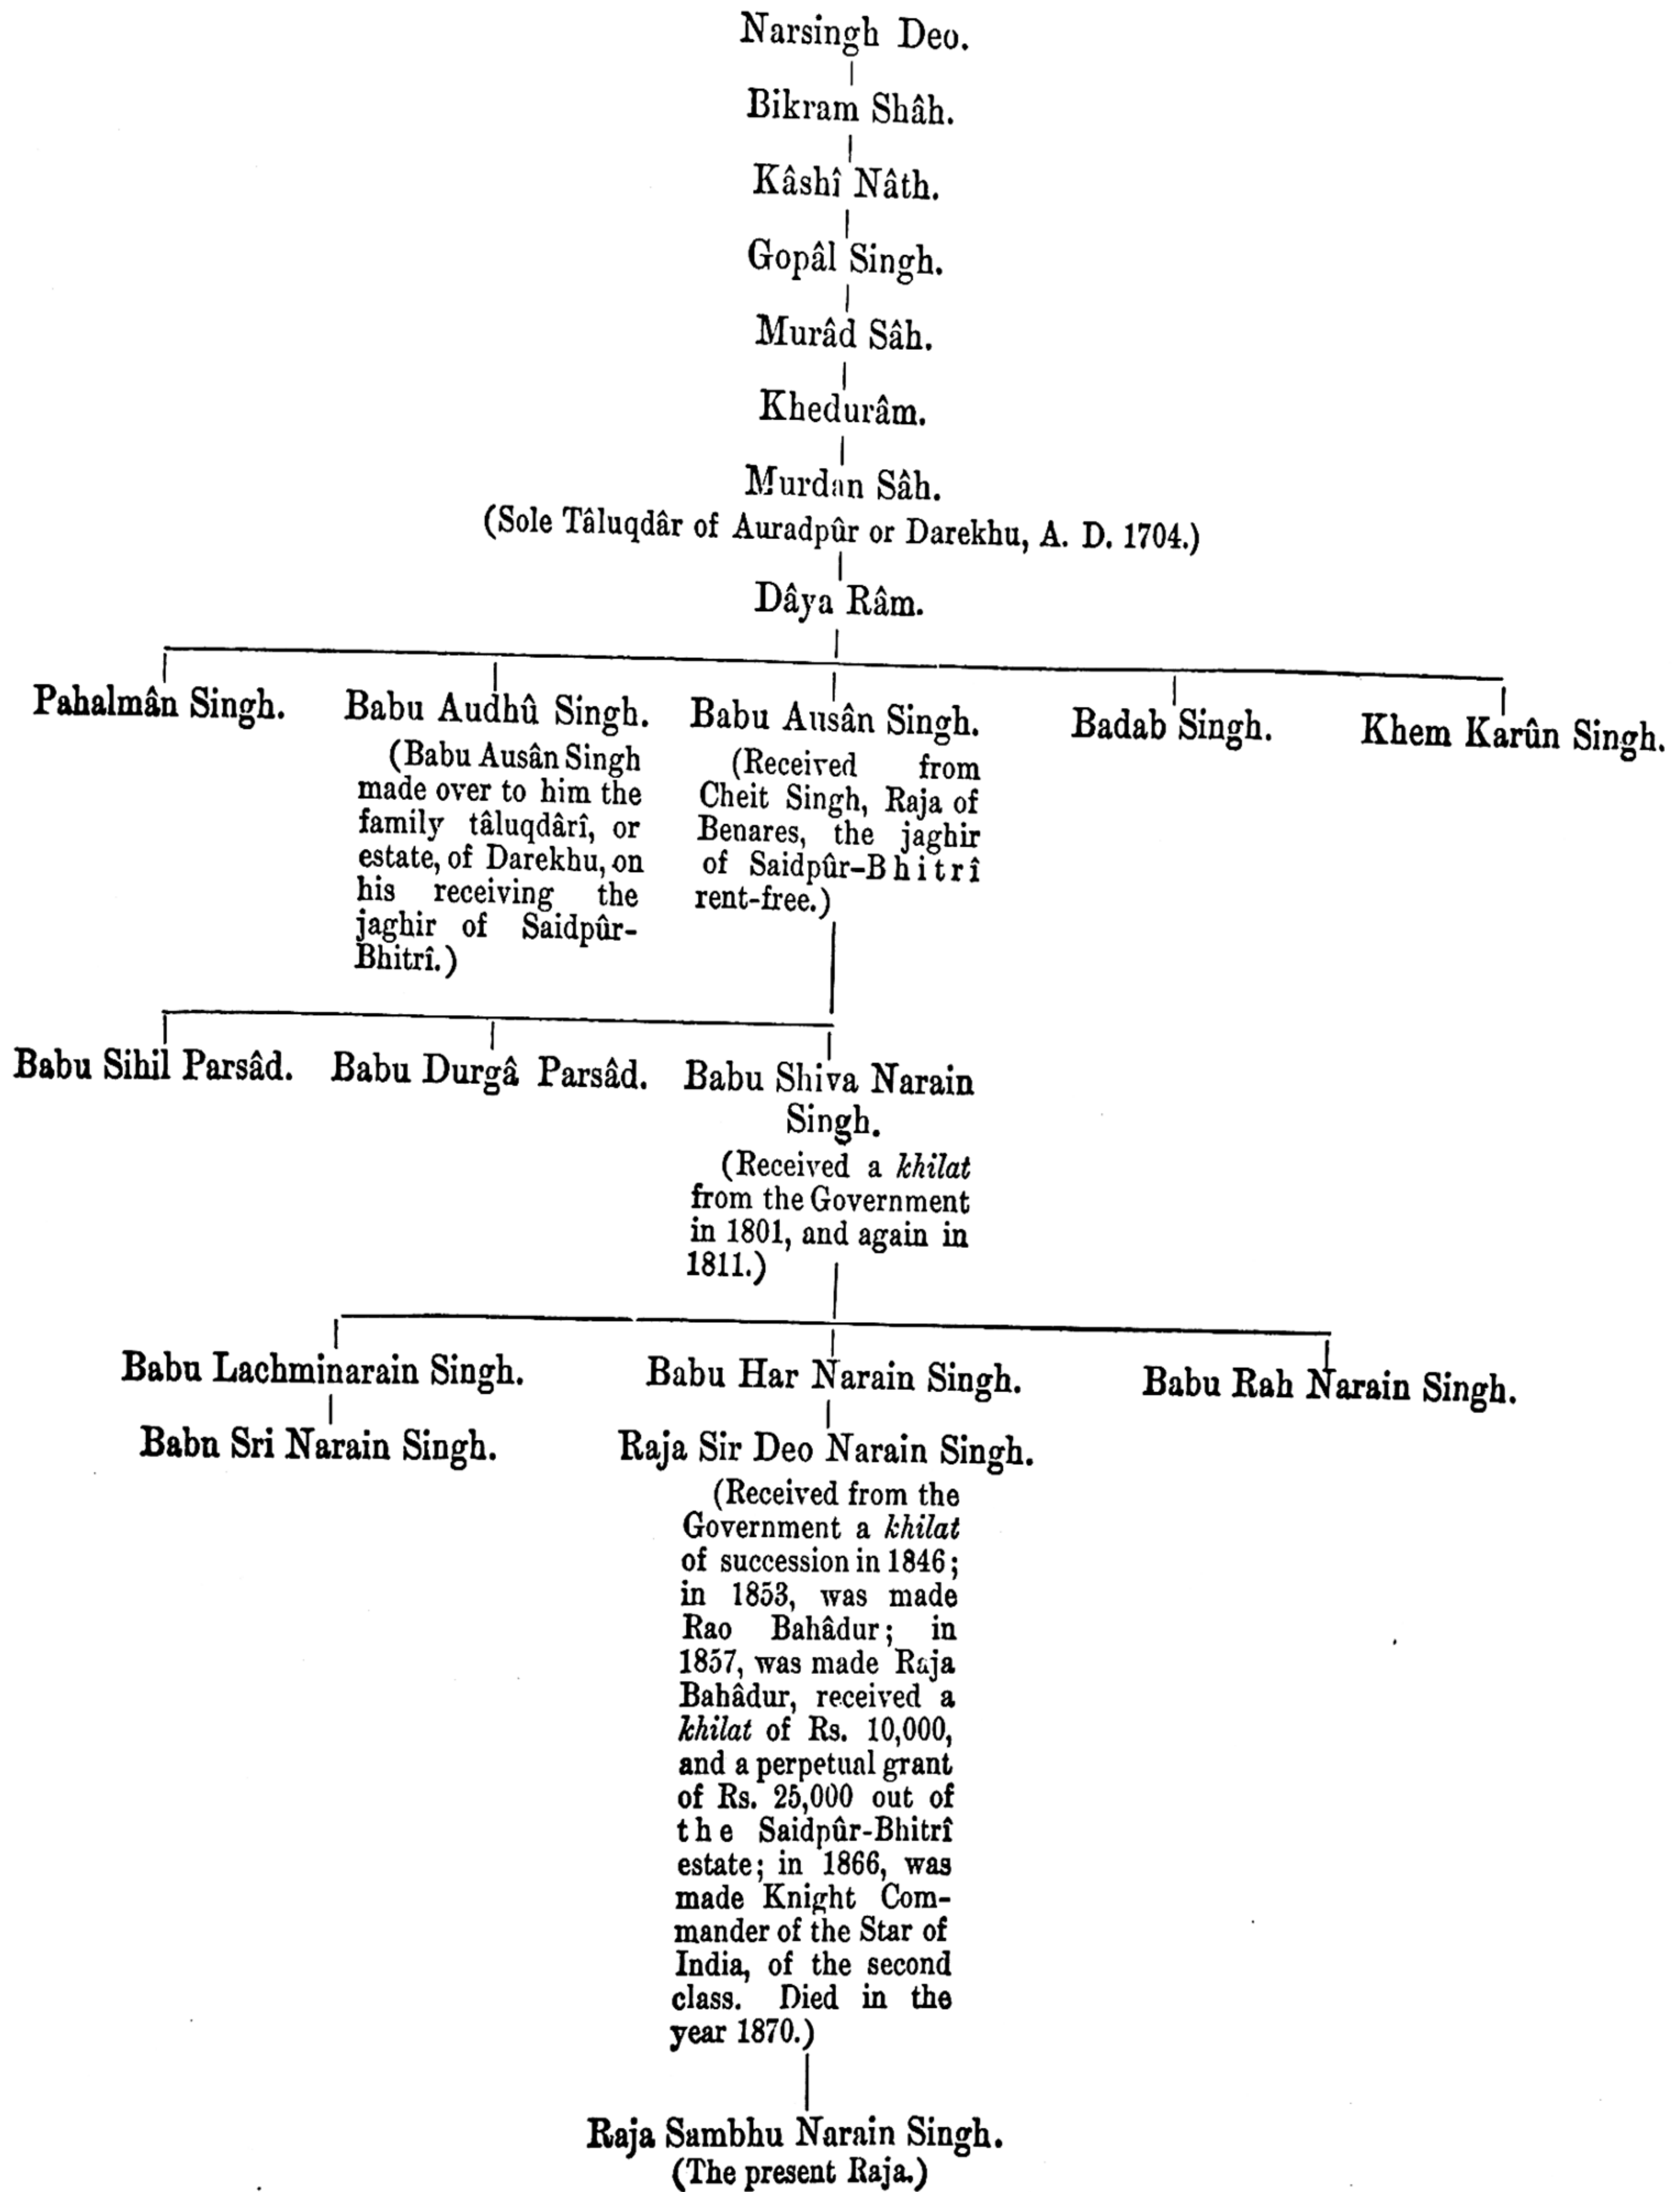 Narsingh Deo.
Bikram Shâh.
Kâshî Nâth.
Gopâl Singh.
Murâd Sâh.
Khedurâm.
Murdan Sâh.
(Sole Tâluqdâr of Auradpûr or Darekhu, A. D. 1704.)
Dâya Râm.
Pahalmân Singh.
Babu Audhû Singh.
(Babu Ausân Singh
made over to him the
family tâluqdârî, or
estate, of Darekhu, on
his receiving the
jaghir of Saidpûr-
Bhitrî.)
Babu Ausân Singh.
(Received from
Cheit Singh, Raja of
Benares, the jaghir
of Saidpûr-Bhitrî
rent-free.)
Badab Singh.
Khem Karûn Singh.
Babu Sihil Parsâd.
Babu Durgâ Parsâd.
Babu Shiva Narain
Singh.
(Received a khilat
from the Government
in 1801, and again in
1811.)
Babu Lachminarain Singh.
Babu Har Narain Singh.
Babu Rah Narain Singh.
Babn Sri Narain Singh.
Raja Sir Deo Narain Singh.
(Received from the
Government a khilat
of succession in 1846;
in 1853, was made
Rao Bahâdur; in
1857, was made Raja
Bahâdur, received a
khilat of Rs. 10,000,
and a perpetual grant
of Rs. 25,000 out of
the Saidpûr-Bhitrî
estate; in 1866, was
made Knight Com-
mander of the Star of
India, of the second
class. Died in the
year 1870.)
Raja Sambhu Narain Singh.
(The present Raja.)